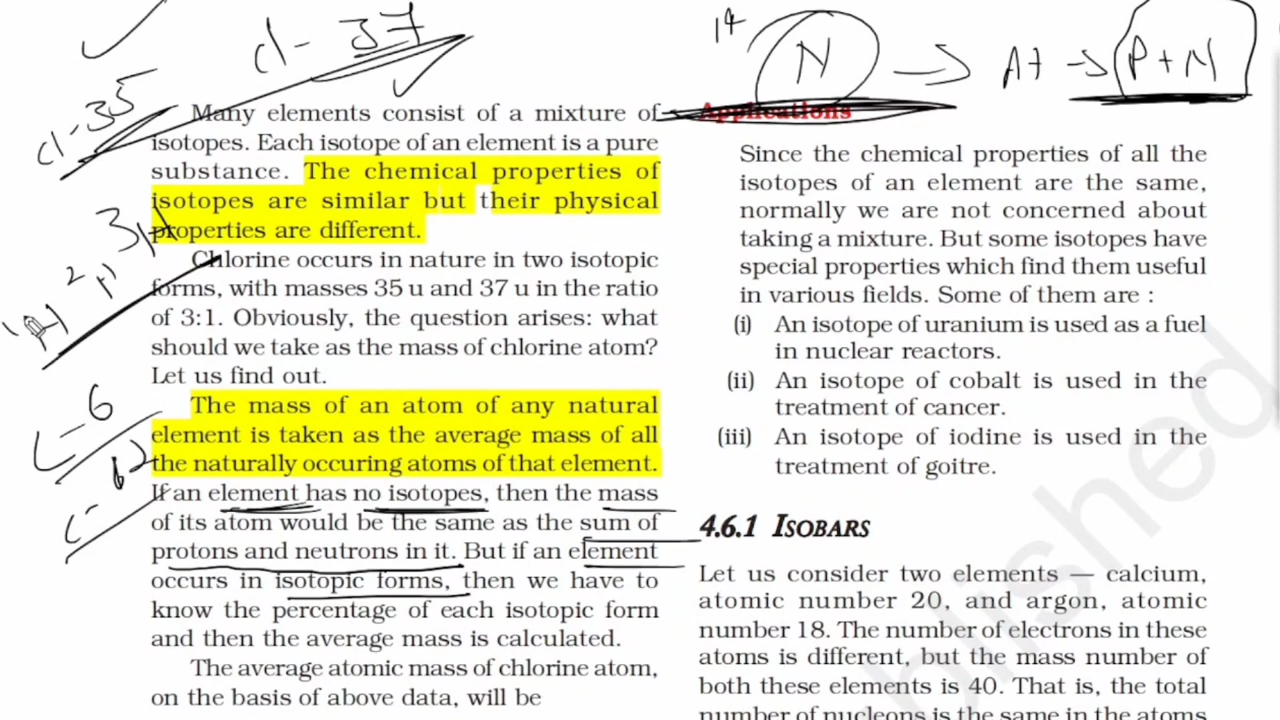 Cl-37
Cl-35
Many elements consist of a mixture of
isotopes. Each isotope of an element is a pure
substance. The chemical properties of
isotopes are similar but their physical
properties are different.
Chlorine occurs in nature in two isotopic
forms, with masses 35 u and 37 u in the ratio
of 3:1. Obviously, the question arises: what
should we take as the mass of chlorine atom?
Let us find out.
The mass of an atom of any natural
element is taken as the average mass of all
the naturally occuring atoms of that element.
If an element has no isotopes, then the mass
of its atom would be the same as the sum of
protons and neutrons in it. But if an element
occurs in isotopic forms, then we have to
know the percentage of each isotopic form
and then the average mass is calculated.
The average atomic mass of chlorine atom,
on the basis of above data, will be
14 N → At → P+N
Applications
Since the chemical properties of all the
isotopes of an element are the same,
normally we are not concerned about
taking a mixture. But some isotopes have
special properties which find them useful
in various fields. Some of them are :
(i) An isotope of uranium is used as a fuel
in nuclear reactors.
(ii) An isotope of cobalt is used in the
treatment of cancer.
(iii) An isotope of iodine is used in the
treatment of goitre.
4.6.1 ISOBARS
Let us consider two elements — calcium,
atomic number 20, and argon, atomic
number 18. The number of electrons in these
atoms is different, but the mass number of
both these elements is 40. That is, the total
number of nucleons is the same in the atoms